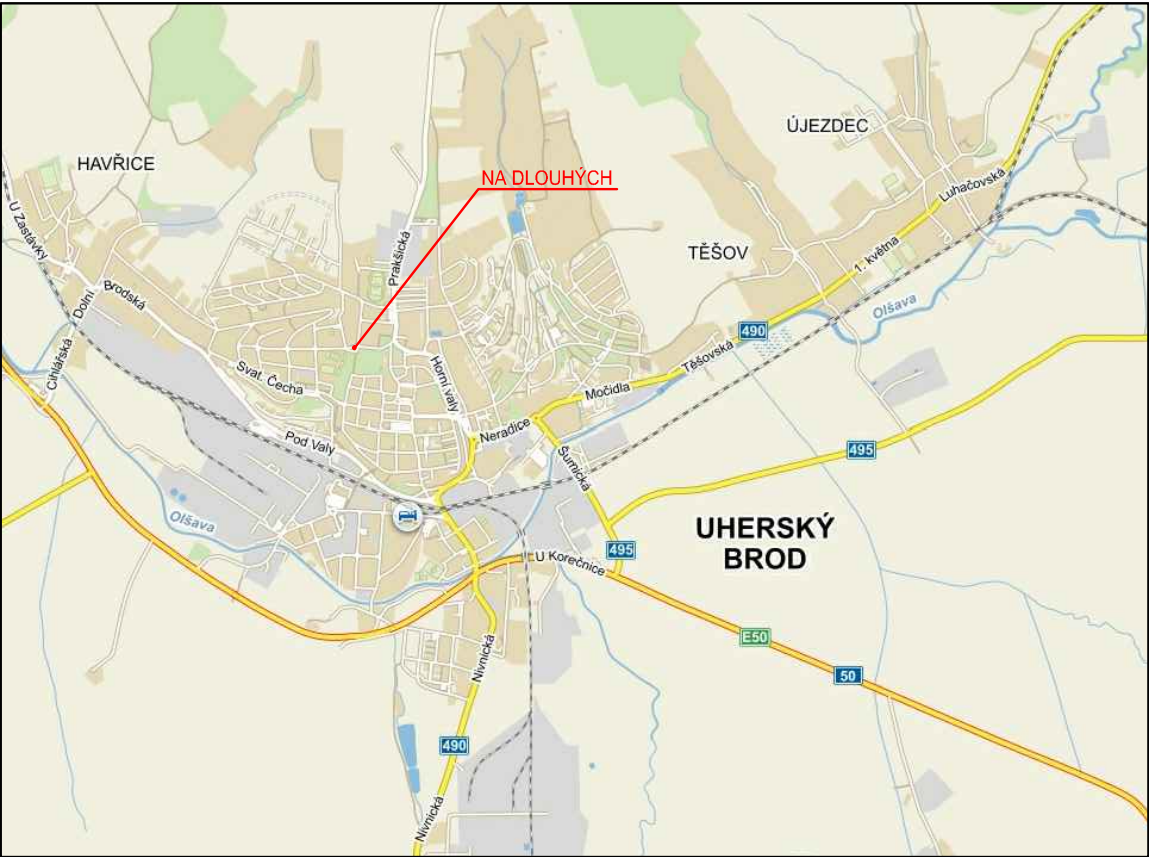 ÚJEZDEC
HAVŘICE
NA DLOUHÝCH
Luhačovská
U Zastávky
TĚŠOV
1. května
Prakšická
Dolní
Brodská
Olšava
490
Těšovská
Cihlářská
Svat. Čecha
Horní valy
Močidla
Neradice
Pod Valy
495
Šumická
Olšava
UHERSKÝ
BROD
495
U Korečnice
E50
Nivnická
50
490
Nivnická